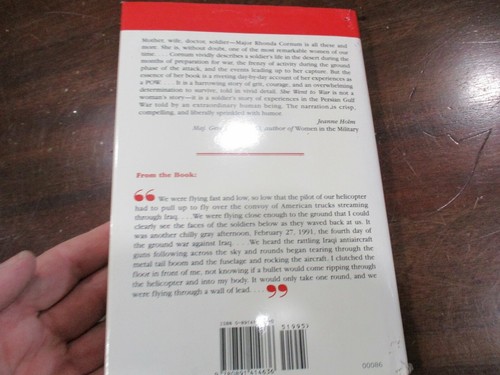 Mother, wife, doctor, soldier—Major Rhonda Cornum is all these and
more. She is, without doubt, one of the most remarkable women of our
time. . . . Cornum vividly describes a soldier's life in the desert during the
months of preparation for war, the frenzy of activity during the ground
phase of the attack, and the events leading up to her capture. But the
essence of her book is a riveting day-by-day account of her experiences as
a POW. . . . It is a harrowing story of grit, courage, and an overwhelming
determination to survive, told in vivid detail. She Went to War is not a
woman's story—it is a soldier's story of experiences in the Persian Gulf
War told by an extraordinary human being. The narration is crisp,
compelling, and liberally sprinkled with humor.
Jeanne Holm
Maj. Gen. author of Women in the Military
From the Book:
“We were flying fast and low, so low that the pilot of our helicopter
had to pull up to fly over the convoy of American trucks streaming
through Iraq. . . . We were flying close enough to the ground that I could
clearly see the faces of the soldiers below as they waved back at us. It
was another chilly gray afternoon, February 27, 1991, the fourth day of
the ground war against Iraq. . . . We heard the rattling Iraqi antiaircraft
guns following across the sky and rounds began tearing through the
metal tail boom and the fuselage and rocking the aircraft. I clutched the
floor in front of me, not knowing if a bullet would come ripping through
the helicopter and into my body. It would only take one round, and we
were flying through a wall of lead. . . .”
51995
00086